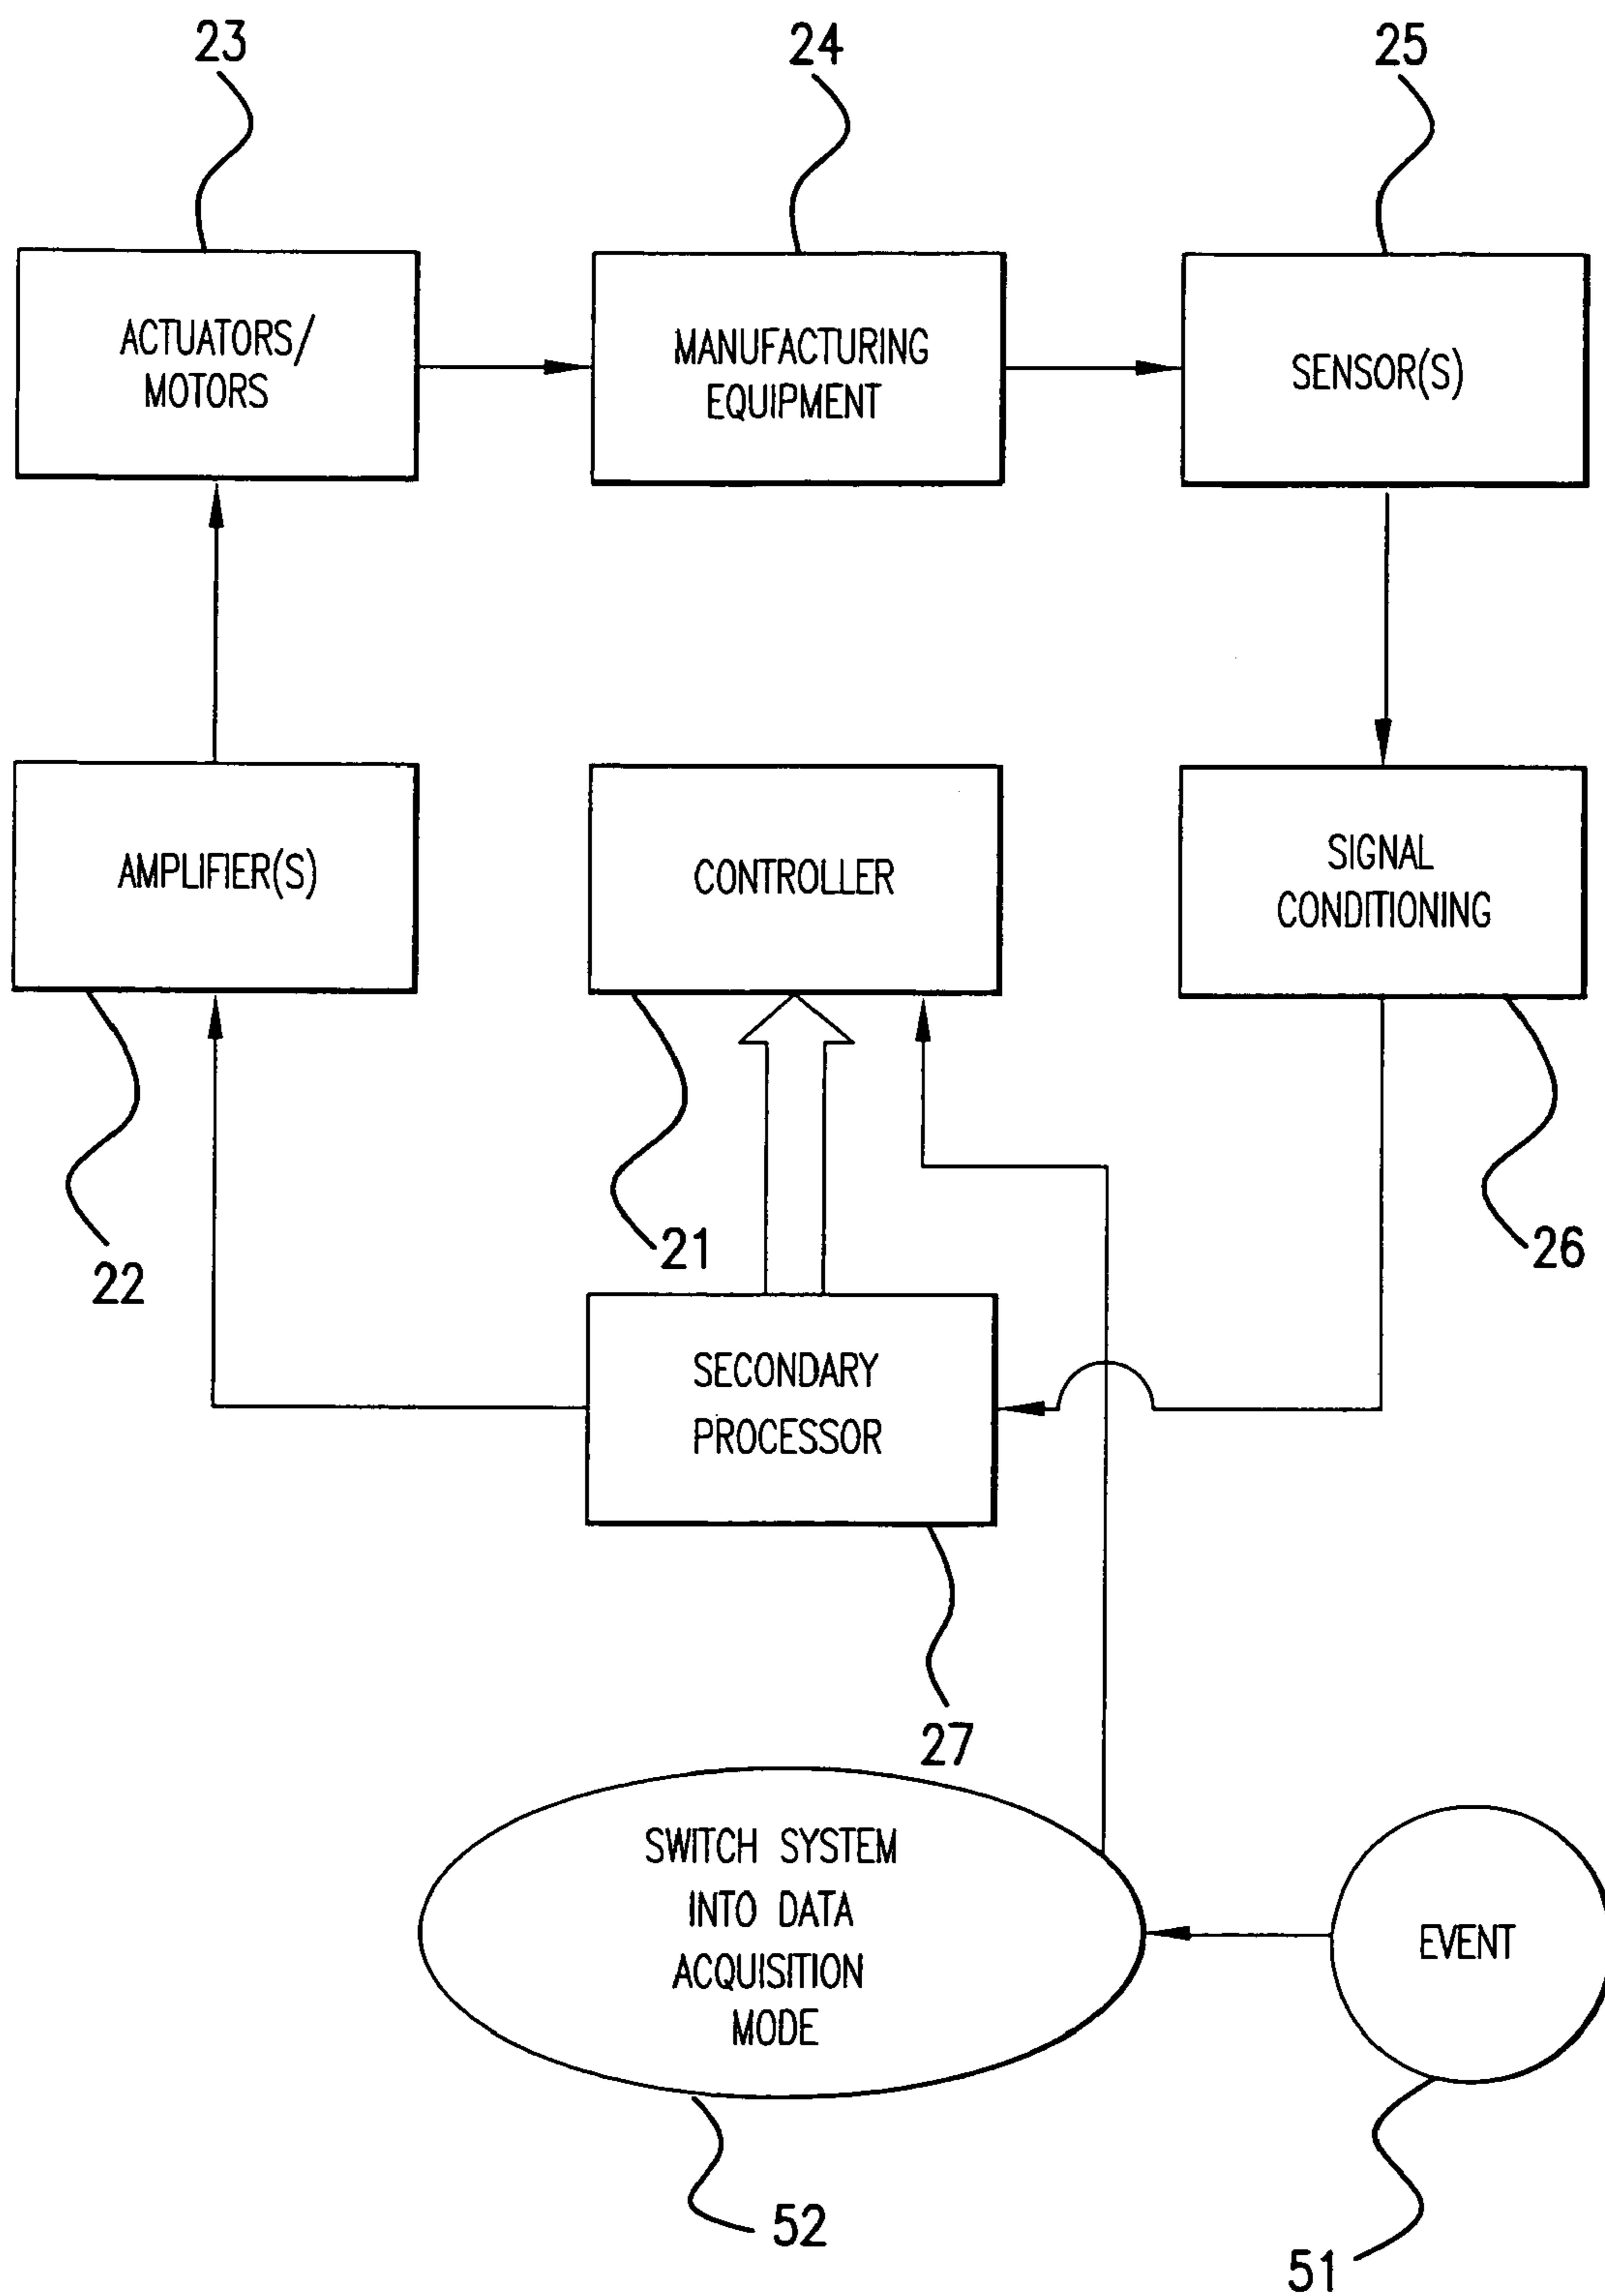 23
24
25
ACTUATORS/
MOTORS
MANUFACTURING
EQUIPMENT
SENSOR(S)
AMPLIFIER(S)
CONTROLLER
SIGNAL
CONDITIONING
22
21
26
SECONDARY
PROCESSOR
27
SWITCH SYSTEM
INTO DATA
ACQUISITION
MODE
EVENT
52
51